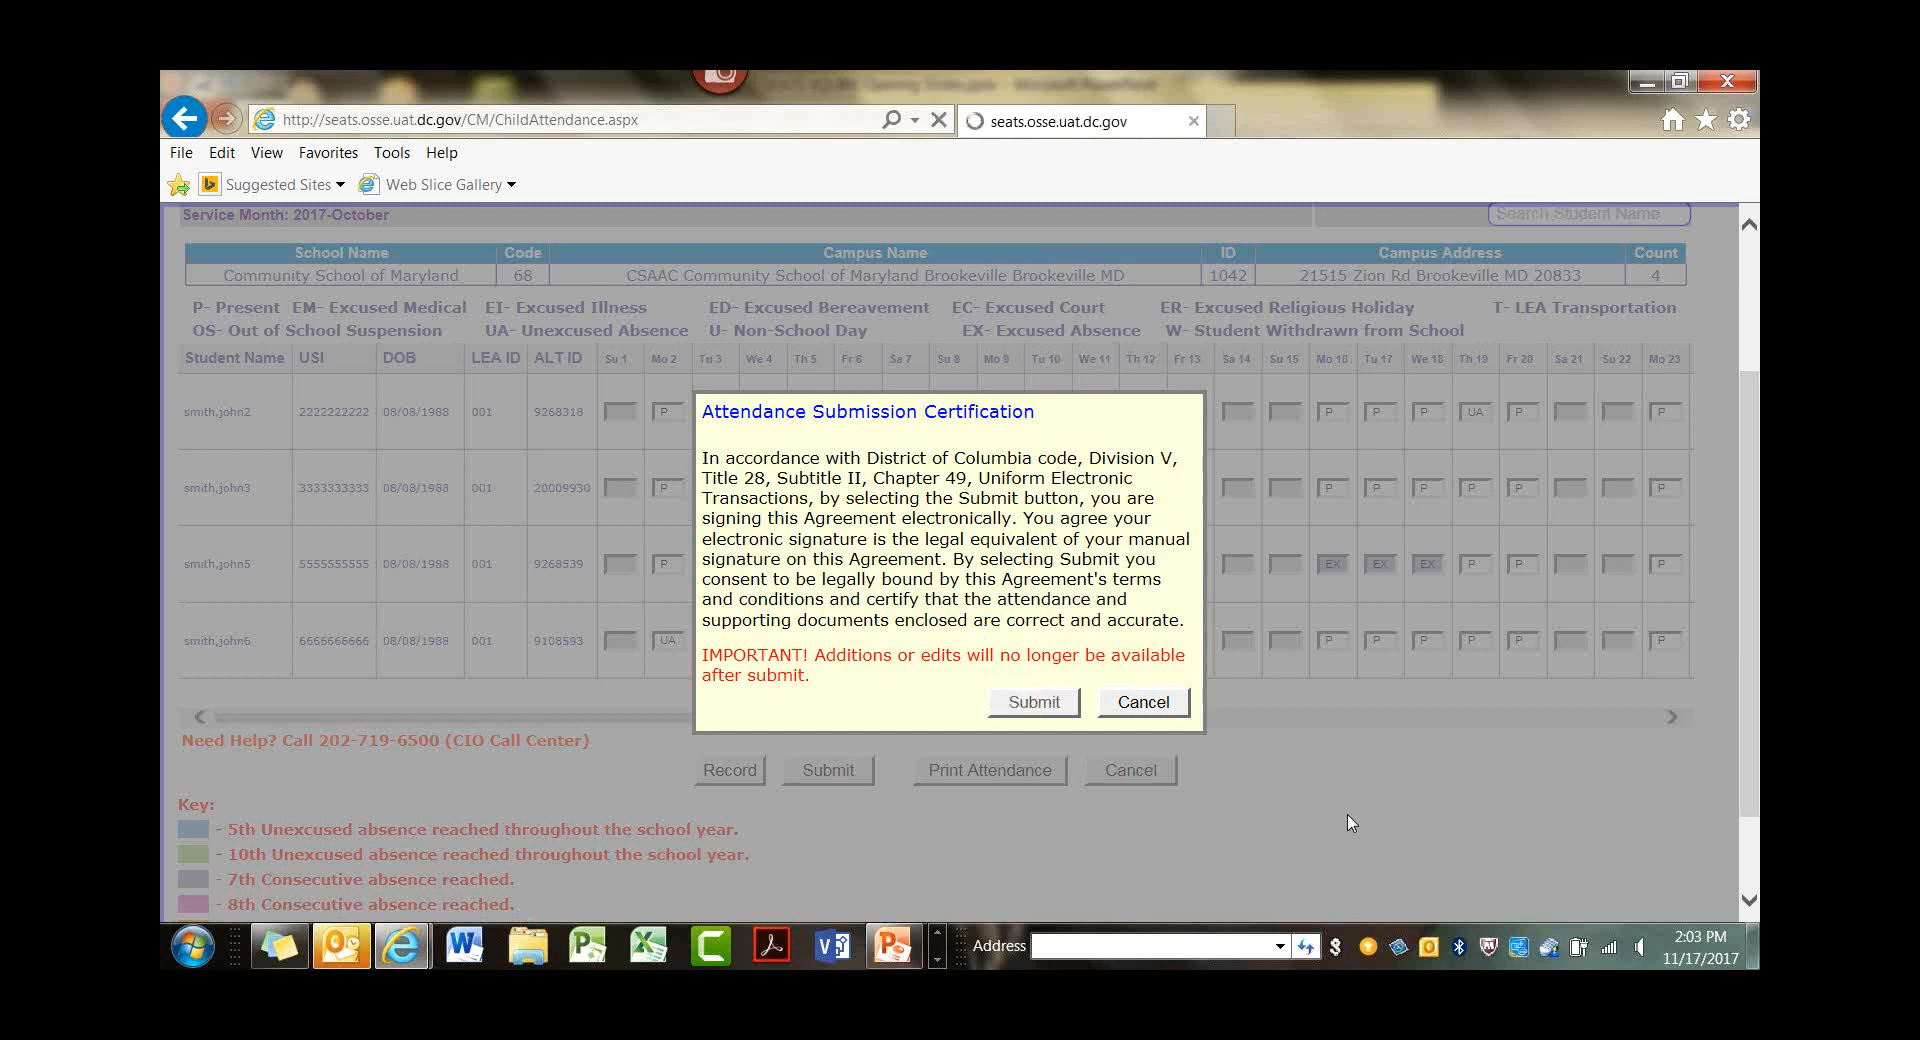 http://seats.osse.uat.dc.gov/CM/ChildAttendance.aspx
seats.osse.uat.dc.gov
File Edit View Favorites Tools Help
Suggested Sites Web Slice Gallery
Service Month: 2017-October
Search Student Name
School Name Code Campus Name ID Campus Address Count
Community School of Maryland 68 CSAAC Community School of Maryland Brookeville Brookeville MD 1042 21515 Zion Rd Brookeville MD 20833 4
P- Present EM- Excused Medical EI- Excused Illness ED- Excused Bereavement EC- Excused Court ER- Excused Religious Holiday T- LEA Transportation
OS- Out of School Suspension UA- Unexcused Absence U- Non-School Day EX- Excused Absence W- Student Withdrawn from School
Student Name USI DOB LEA ID ALT ID Su 1 Mo 2 Tu 3 We 4 Th 5 Fr 6 Sa 7 Su 8 Mo 9 Tu 10 We 11 Th 12 Fr 13 Sa 14 Su 15 Mo 16 Tu 17 We 18 Th 19 Fr 20 Sa 21 Su 22 Mo 23
smith,john2 2222222222 08/08/1988 001 9268318 P P P P UA P P
smith,john3 3333333333 08/08/1988 001 20009930 P P P P P P P
smith,john5 5555555555 08/08/1988 001 9268539 P EX EX EX P P P
smith,john6 6666666666 08/08/1988 001 9108593 UA P P P P P P
Attendance Submission Certification
In accordance with District of Columbia code, Division V,
Title 28, Subtitle II, Chapter 49, Uniform Electronic
Transactions, by selecting the Submit button, you are
signing this Agreement electronically. You agree your
electronic signature is the legal equivalent of your manual
signature on this Agreement. By selecting Submit you
consent to be legally bound by this Agreement's terms
and conditions and certify that the attendance and
supporting documents enclosed are correct and accurate.
IMPORTANT! Additions or edits will no longer be available
after submit.
Submit Cancel
Need Help? Call 202-719-6500 (CIO Call Center)
Record Submit Print Attendance Cancel
Key:
- 5th Unexcused absence reached throughout the school year.
- 10th Unexcused absence reached throughout the school year.
- 7th Consecutive absence reached.
- 8th Consecutive absence reached.
Address
2:03 PM
11/17/2017